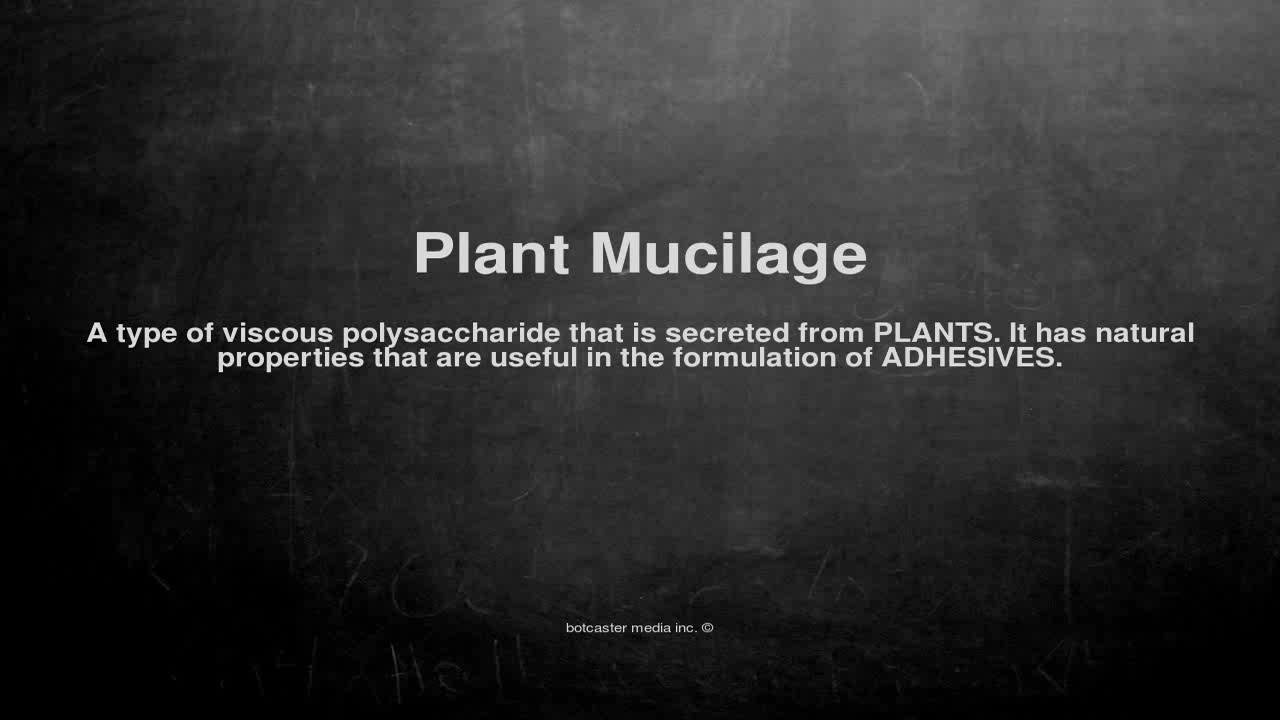 Plant Mucilage
A type of viscous polysaccharide that is secreted from PLANTS. It has natural
properties that are useful in the formulation of ADHESIVES.
botcaster media inc. ©